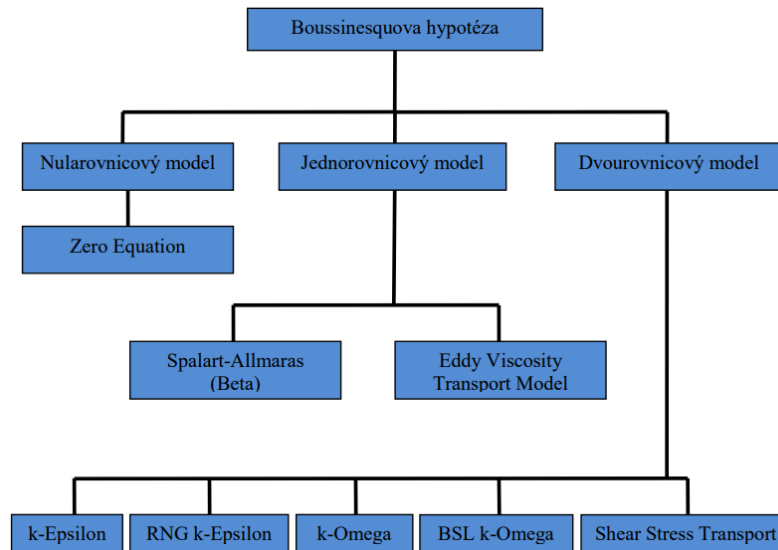 Boussinesquova hypotéza
Nularovnicový model
Jednorovnicový model
Dvourovnicový model
Zero Equation
Spalart-Allmaras
(Beta)
Eddy Viscosity
Transport Model
k-Epsilon
RNG k-Epsilon
k-Omega
BSL k-Omega
Shear Stress Transport